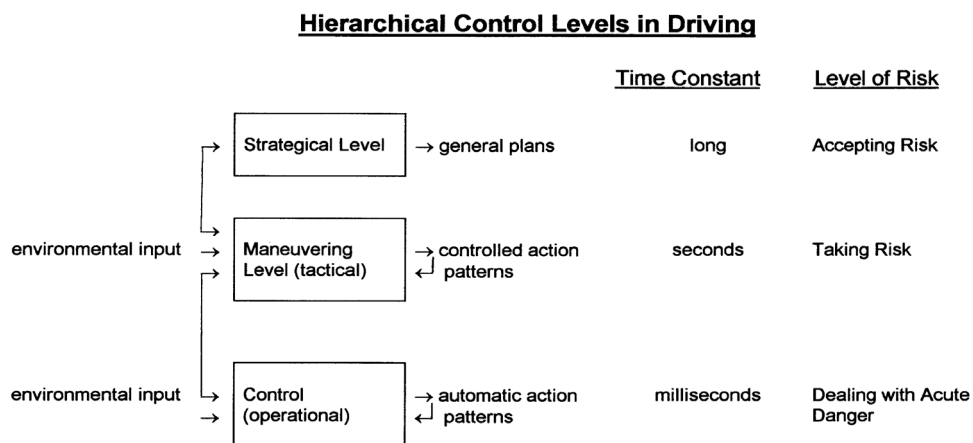 Hierarchical Control Levels in Driving
Time Constant Level of Risk
Strategical Level → general plans long Accepting Risk
environmental input → Maneuvering → controlled action seconds Taking Risk
Level (tactical) patterns
environmental input Control → automatic action milliseconds Dealing with Acute
→ (operational) patterns Danger